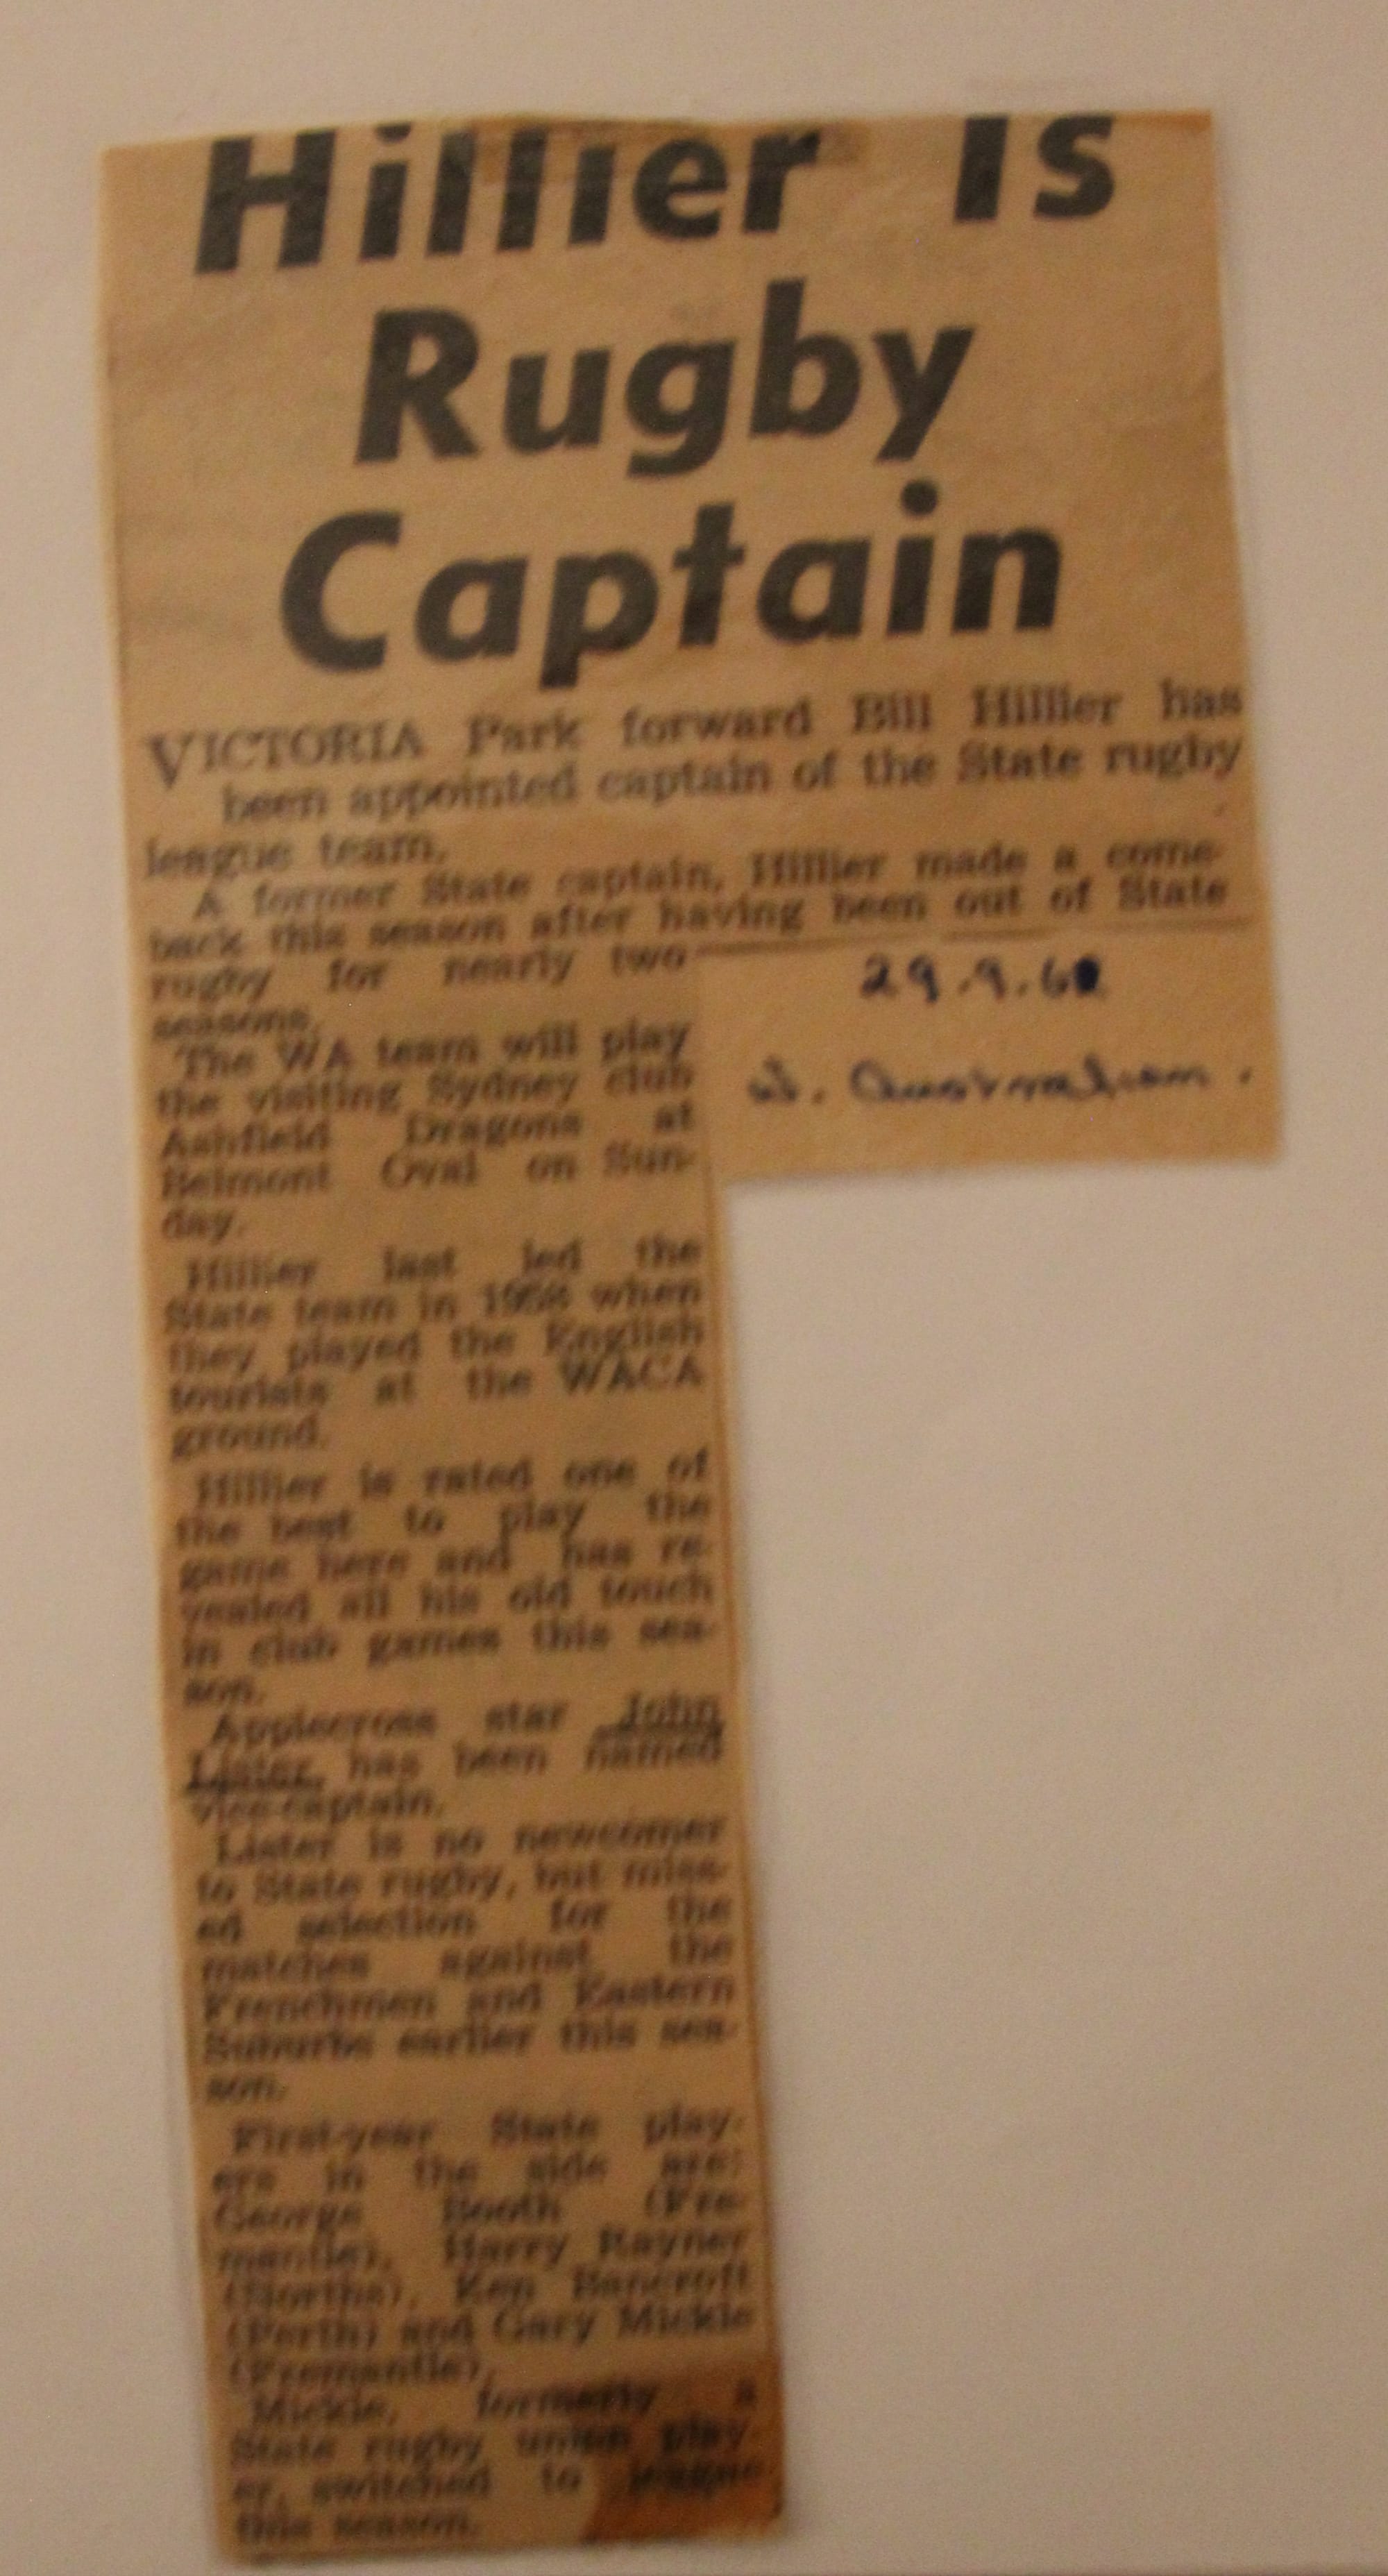 Hillier Is
Rugby
Captain
VICTORIA Park forward Bill Hillier has
been appointed captain of the State rugby
league team.
A former State captain, Hillier made a come-
back this season after having been out of State
rugby for nearly two
seasons.
29.9.60
W. Australian.
The WA team will play
the visiting Sydney club
Ashfield Dragons at
Belmont Oval on Sun-
day.
Hillier last led the
State team in 1958 when
they played the English
tourists at the WACA
ground.
Hillier is rated one of
the best to play the
game here and has re-
vealed all his old touch
in club games this sea-
son.
Applecross star John
Lister, has been named
vice-captain.
Lister is no newcomer
to State rugby, but miss-
ed selection for the
matches against the
Frenchmen and Eastern
Suburbs earlier this sea-
son.
First-year State play-
ers in the side are:
George Booth (Fre-
mantle), Harry Rayner
(Norths), Ken Bancroft
(Perth) and Gary Mickle
(Fremantle).
Mickle, formerly a
State rugby union play-
er, switched to league
this season.